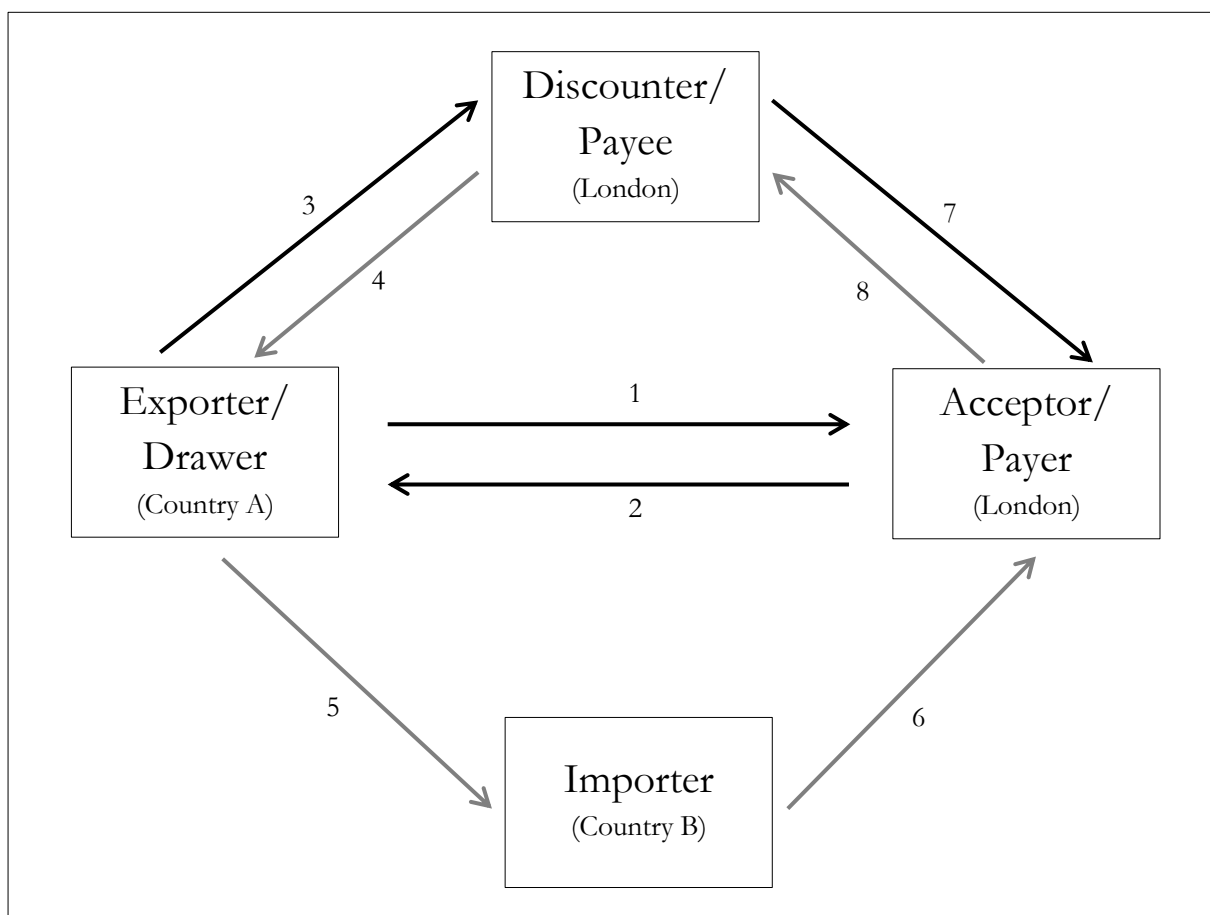 Discounter/
Payee
(London)
3
7
4
8
Exporter/
Drawer
(Country A)
1
2
Acceptor/
Payer
(London)
5
6
Importer
(Country B)